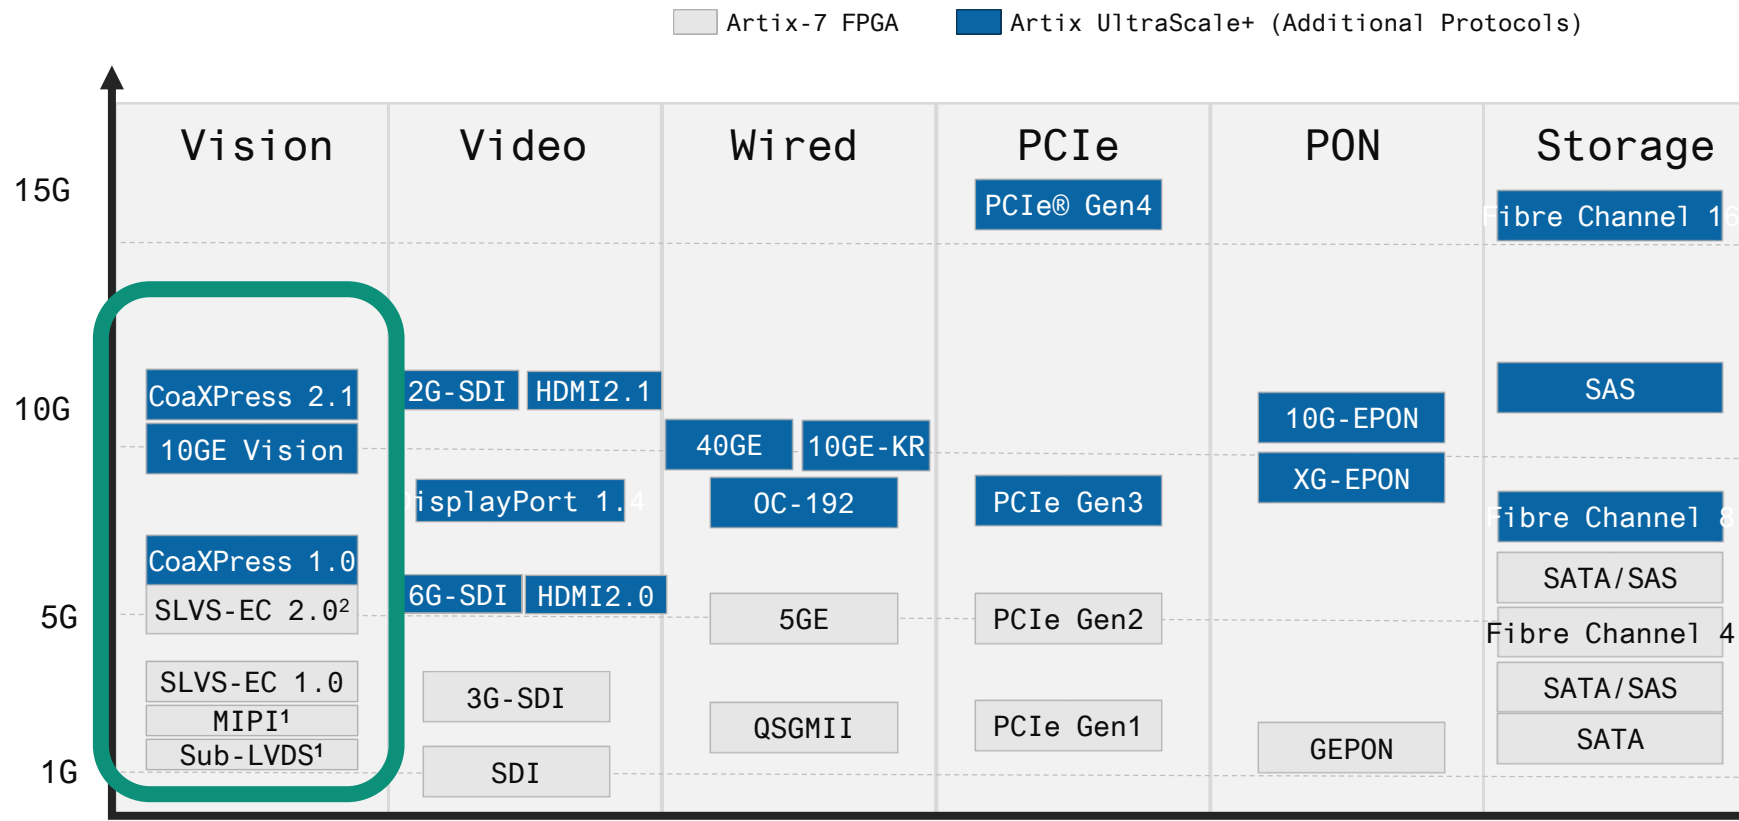 Artix-7 FPGA
Artix UltraScale+ (Additional Protocols)
Vision
Video
Wired
PCIe
PON
Storage
15G
10G
5G
1G
CoaXPress 2.1
10GE Vision
CoaXPress 1.0
SLVS-EC 2.0²
SLVS-EC 1.0
MIPI¹
Sub-LVDS¹
2G-SDI
HDMI2.1
DisplayPort 1.4
6G-SDI
HDMI2.0
3G-SDI
SDI
40GE
10GE-KR
OC-192
5GE
QSGMII
PCIe® Gen4
PCIe Gen3
PCIe Gen2
PCIe Gen1
10G-EPON
XG-EPON
GEPON
Fibre Channel 16
SAS
Fibre Channel 8
SATA/SAS
Fibre Channel 4
SATA/SAS
SATA